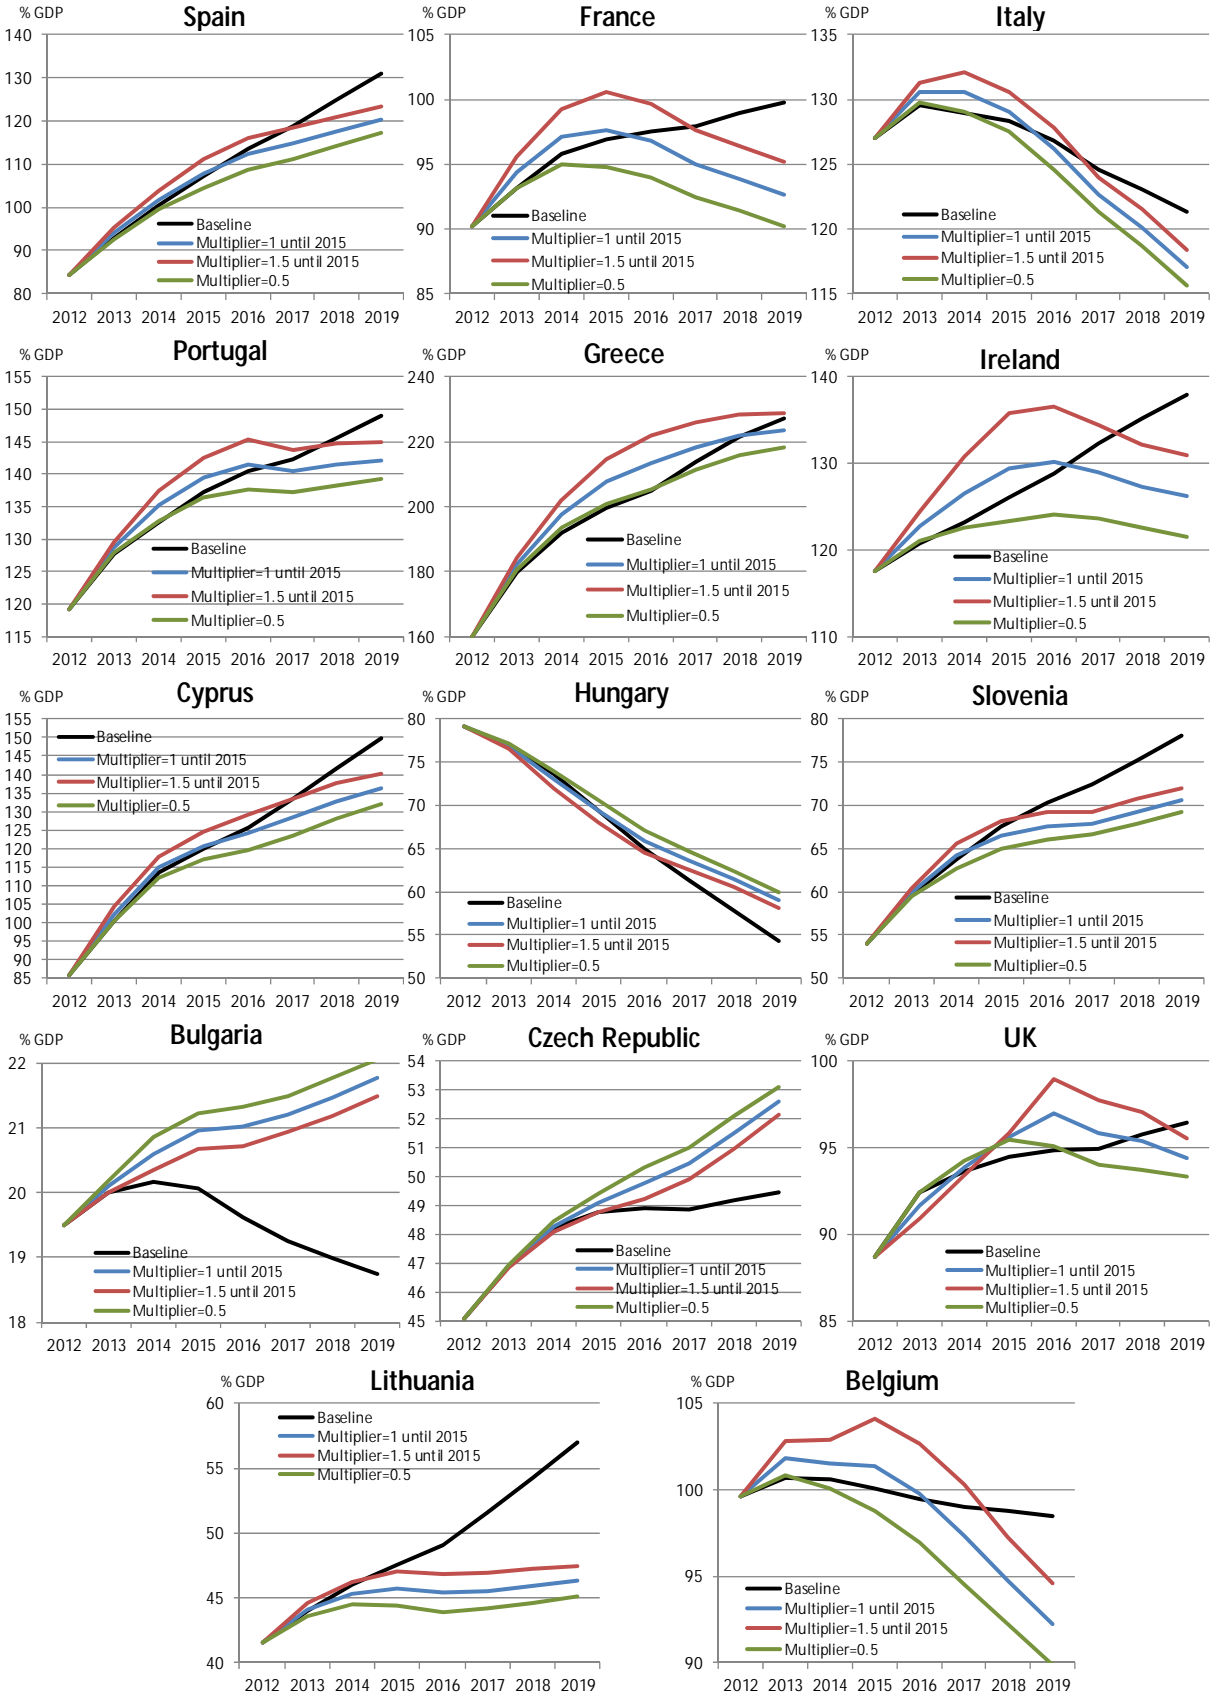 % GDP
Spain
140
130
120
110
100
90
80
Baseline
Multiplier=1 until 2015
Multiplier=1.5 until 2015
Multiplier=0.5
2012 2013 2014 2015 2016 2017 2018 2019
% GDP
France
105
100
95
90
85
Baseline
Multiplier=1 until 2015
Multiplier=1.5 until 2015
Multiplier=0.5
2012 2013 2014 2015 2016 2017 2018 2019
% GDP
Italy
135
130
125
120
115
Baseline
Multiplier=1 until 2015
Multiplier=1.5 until 2015
Multiplier=0.5
2012 2013 2014 2015 2016 2017 2018 2019
% GDP
Portugal
155
150
145
140
135
130
125
120
115
Baseline
Multiplier=1 until 2015
Multiplier=1.5 until 2015
Multiplier=0.5
2012 2013 2014 2015 2016 2017 2018 2019
% GDP
Greece
240
220
200
180
160
Baseline
Multiplier=1 until 2015
Multiplier=1.5 until 2015
Multiplier=0.5
2012 2013 2014 2015 2016 2017 2018 2019
% GDP
Ireland
140
130
120
110
Baseline
Multiplier=1 until 2015
Multiplier=1.5 until 2015
Multiplier=0.5
2012 2013 2014 2015 2016 2017 2018 2019
% GDP
Cyprus
155
150
145
140
135
130
125
120
115
110
105
100
95
90
85
Baseline
Multiplier=1 until 2015
Multiplier=1.5 until 2015
Multiplier=0.5
2012 2013 2014 2015 2016 2017 2018 2019
% GDP
Hungary
80
75
70
65
60
55
50
Baseline
Multiplier=1 until 2015
Multiplier=1.5 until 2015
Multiplier=0.5
2012 2013 2014 2015 2016 2017 2018 2019
% GDP
Slovenia
80
75
70
65
60
55
50
Baseline
Multiplier=1 until 2015
Multiplier=1.5 until 2015
Multiplier=0.5
2012 2013 2014 2015 2016 2017 2018 2019
% GDP
Bulgaria
22
21
20
19
18
Baseline
Multiplier=1 until 2015
Multiplier=1.5 until 2015
Multiplier=0.5
2012 2013 2014 2015 2016 2017 2018 2019
% GDP
Czech Republic
54
53
52
51
50
49
48
47
46
45
Baseline
Multiplier=1 until 2015
Multiplier=1.5 until 2015
Multiplier=0.5
2012 2013 2014 2015 2016 2017 2018 2019
% GDP
UK
100
95
90
85
Baseline
Multiplier=1 until 2015
Multiplier=1.5 until 2015
Multiplier=0.5
2012 2013 2014 2015 2016 2017 2018 2019
% GDP
Lithuania
60
55
50
45
40
Baseline
Multiplier=1 until 2015
Multiplier=1.5 until 2015
Multiplier=0.5
2012 2013 2014 2015 2016 2017 2018 2019
% GDP
Belgium
105
100
95
90
Baseline
Multiplier=1 until 2015
Multiplier=1.5 until 2015
Multiplier=0.5
2012 2013 2014 2015 2016 2017 2018 2019